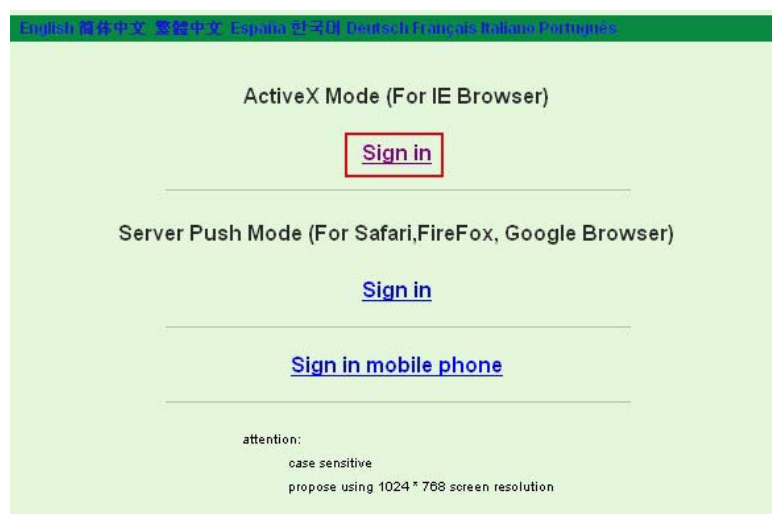 English 简体中文 繁體中文 España 한국어 Deutsch Français Italiano Português
ActiveX Mode (For IE Browser)
Sign in
Server Push Mode (For Safari,FireFox, Google Browser)
Sign in
Sign in mobile phone
attention:
case sensitive
propose using 1024 * 768 screen resolution